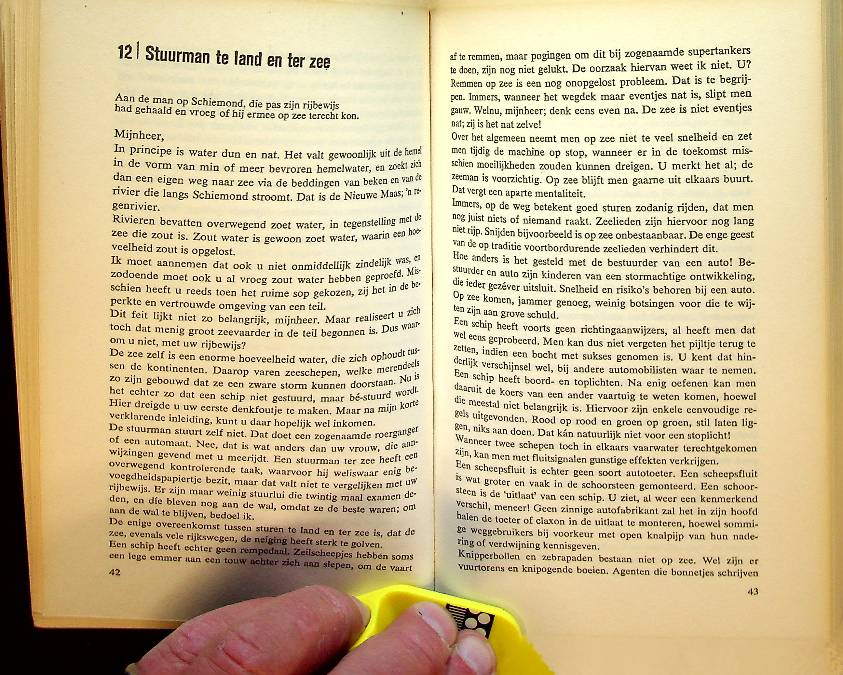 12 | Stuurman te land en ter zee
Aan de man op Schiemond, die pas zijn rijbewijs
had gehaald en vroeg of hij ermee op zee terecht kon.
Mijnheer,
In principe is water dun en nat. Het valt gewoonlijk uit de hemel
in de vorm van min of meer bevroren hemelwater, en zoekt zich
dan een eigen weg naar zee via de beddingen van beken en van de
rivier die langs Schiemond stroomt. Dat is de Nieuwe Maas; 'n re-
genrivier.
Rivieren bevatten overwegend zoet water, in tegenstelling met de
zee die zout is. Zout water is gewoon zoet water, waarin een hoe-
veelheid zout is opgelost.
Ik moet aannemen dat ook u niet onmiddellijk zindelijk was, en
zodoende moet ook u al vroeg zout water hebben geproefd. Mis-
schien heeft u reeds toen het ruime sop gekozen, zij het in de be-
perkte en vertrouwde omgeving van een teil.
Dit feit lijkt niet zo belangrijk, mijnheer. Maar realiseert u zich
toch dat menig groot zeevaarder in de teil begonnen is. Dus waar-
om u niet, met uw rijbewijs?
De zee zelf is een enorme hoeveelheid water, die zich ophoudt tus-
sen de kontinenten. Daarop varen zeeschepen, welke merendeels
zo zijn gebouwd dat ze een zware storm kunnen doorstaan. Nu is
het echter zo dat een schip niet gestuurd, maar bé-stuurd wordt.
Hier dreigde u uw eerste denkfoutje te maken. Maar na mijn korte
verklarende inleiding, kunt u daar hopelijk wel inkomen.
De stuurman stuurt zelf niet. Dat doet een zogenaamde roerganger
of een automaat. Nee, dat is wat anders dan uw vrouw, die aan-
wijzingen gevend met u meerijdt. Een stuurman ter zee heeft een
overwegend kontrolerende taak, waarvoor hij weliswaar enig be-
voegdheidspapiertje bezit, maar dat valt niet te vergelijken met uw
rijbewijs. Er zijn maar weinig stuurlui die twintig maal examen de-
den, en díe bleven nog aan de wal, omdat ze de beste waren; om
aan de wal te blijven, bedoel ik.
De enige overeenkomst tussen sturen te land en ter zee is, dat de
zee, evenals vele rijkswegen, de neiging heeft sterk te golven.
Een schip heeft echter geen rempedaal. Zeilscheepjes hebben soms
een lege emmer aan een touw achter zich aan slepen, om de vaart
42
af te remmen, maar pogingen om dit bij zogenaamde supertankers
te doen, zijn nog niet gelukt. De oorzaak hiervan weet ik niet. U?
Remmen op zee is een nog onopgelost probleem. Dat is te begrij-
pen. Immers, wanneer het wegdek maar eventjes nat is, slipt men
gauw. Welnu, mijnheer; denk eens even na. De zee is niet eventjes
nat; zij is het nat zelve!
Over het algemeen neemt men op zee niet te veel snelheid en zet
men tijdig de machine op stop, wanneer er in de toekomst mis-
schien moeilijkheden zouden kunnen dreigen. U merkt het al; de
zeeman is voorzichtig. Op zee blijft men gaarne uit elkaars buurt.
Dat vergt een aparte mentaliteit.
Immers, op de weg betekent goed sturen zodanig rijden, dat men
nog juist niets of niemand raakt. Zeelieden zijn hiervoor nog lang
niet rijp. Snijden bijvoorbeeld is op zee onbestaanbaar. De enge geest
van de op traditie voortbordurende zeelieden verhindert dit.
Hoe anders is het gesteld met de bestuurder van een auto! Be-
stuurder en auto zijn kinderen van een stormachtige ontwikkeling,
die ieder gezéver uitsluit. Snelheid en risiko's behoren bij een auto.
Op zee komen, jammer genoeg, weinig botsingen voor die te wij-
ten zijn aan grove schuld.
Een schip heeft voorts geen richtingaanwijzers, al heeft men dat
wel eens geprobeerd. Men kan dus niet vergeten het pijltje terug te
zetten, indien een bocht met sukses genomen is. U kent dat hin-
derlijk verschijnsel wel, bij andere automobilisten waar te nemen.
Een schip heeft boord- en toplichten. Na enig oefenen kan men
daaruit de koers van een ander vaartuig te weten komen, hoewel
die meestal niet belangrijk is. Hiervoor zijn enkele eenvoudige re-
gels uitgevonden. Rood op rood en groen op groen, stil laten lig-
gen, niks aan doen. Dat kán natuurlijk niet voor een stoplicht!
Wanneer twee schepen toch in elkaars vaarwater terechtgekomen
zijn, kan men met fluitsignalen gunstige effekten verkrijgen.
Een scheepsfluit is echter geen soort autotoeter. Een scheepsfluit
is wat groter en vaak in de schoorsteen gemonteerd. Een schoor-
steen is de 'uitlaat' van een schip. U ziet, al weer een kenmerkend
verschil, meneer! Geen zinnige autofabrikant zal het in zijn hoofd
halen de toeter of claxon in de uitlaat te monteren, hoewel sommi-
ge weggebruikers bij voorkeur met open knalpijp van hun nade-
ring of verdwijning kennisgeven.
Knipperbollen en zebrapaden bestaan niet op zee. Wel zijn er
vuurtorens en knipogende boeien. Agenten die bonnetjes schrijven
43